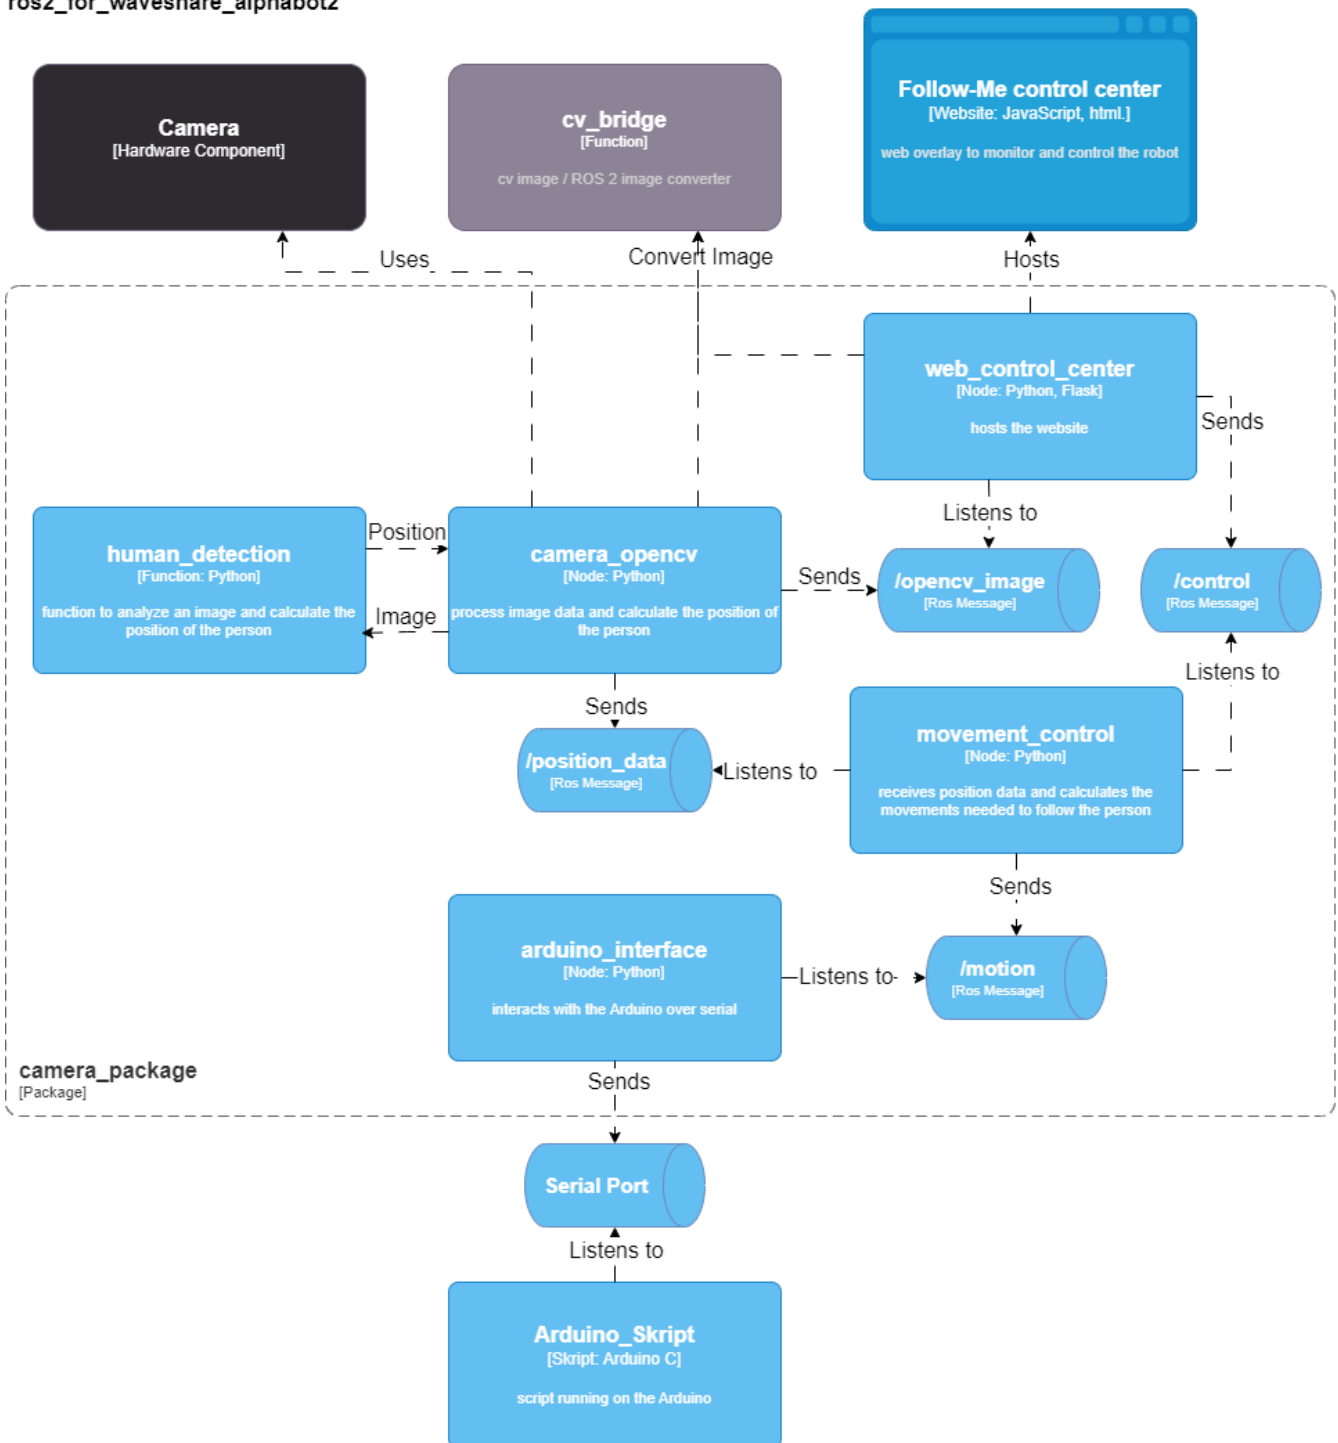 ros2_for_waveshare_alphabot2
Camera
[Hardware Component]
cv_bridge
[Function]
cv image / ROS 2 image converter
Follow-Me control center
[Website: JavaScript, html.]
web overlay to monitor and control the robot
Uses
Convert Image
Hosts
web_control_center
[Node: Python, Flask]
hosts the website
Sends
Listens to
human_detection
[Function: Python]
function to analyze an image and calculate the
position of the person
Position
Image
camera_opencv
[Node: Python]
process image data and calculate the position of
the person
Sends
/opencv_image
[Ros Message]
/control
[Ros Message]
Listens to
Sends
/position_data
[Ros Message]
Listens to
movement_control
[Node: Python]
receives position data and calculates the
movements needed to follow the person
Sends
arduino_interface
[Node: Python]
interacts with the Arduino over serial
Listens to
/motion
[Ros Message]
camera_package
[Package]
Sends
Serial Port
Listens to
Arduino_Skript
[Skript: Arduino C]
script running on the Arduino